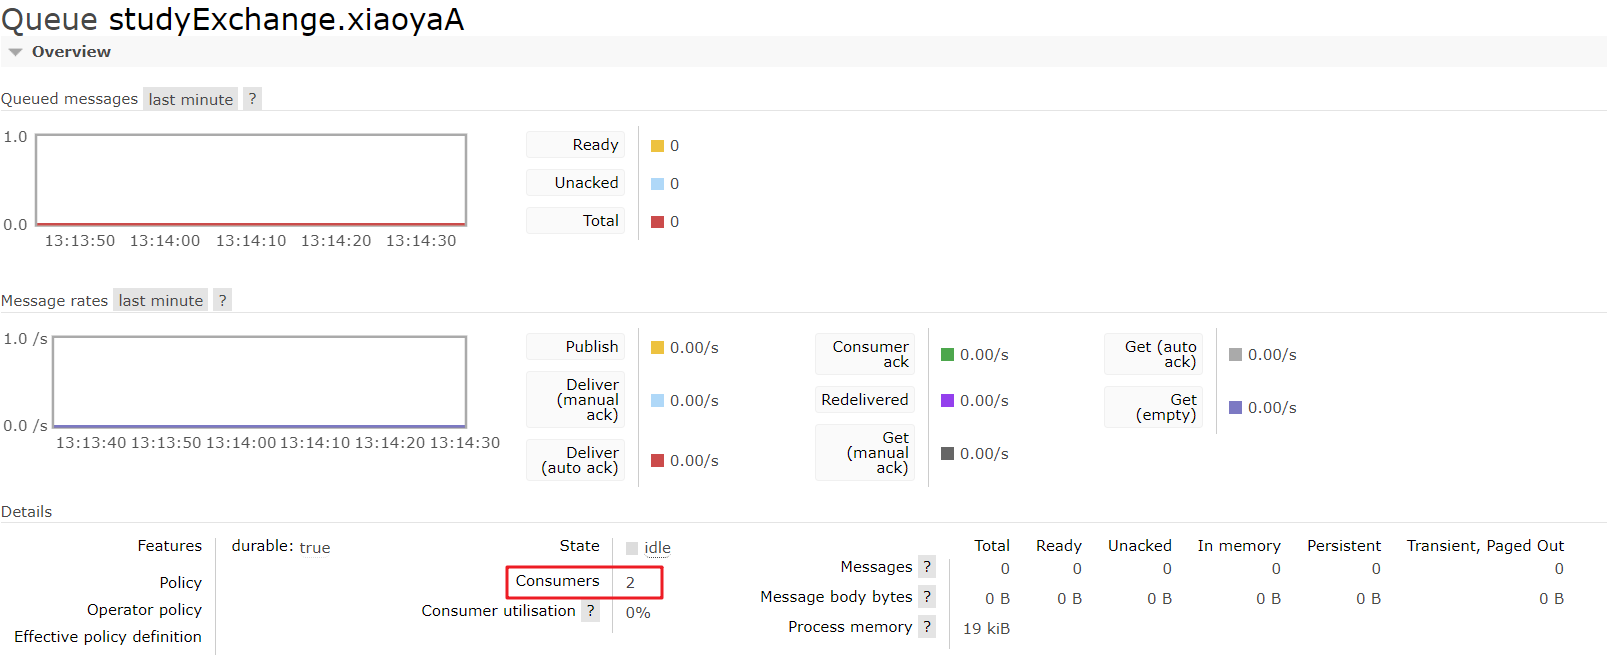 Queue studyExchange.xiaoyaA
Overview
Queued messages last minute ?
1.0
0.0
13:13:50 13:14:00 13:14:10 13:14:20 13:14:30
Ready 0
Unacked 0
Total 0
Message rates last minute ?
1.0 /s
0.0 /s
13:13:40 13:13:50 13:14:00 13:14:10 13:14:20 13:14:30
Publish 0.00/s
Deliver
(manual 0.00/s
ack)
Deliver
(auto ack) 0.00/s
Consumer
ack 0.00/s
Redelivered 0.00/s
Get
(manual 0.00/s
ack)
Get (auto
ack) 0.00/s
Get
(empty) 0.00/s
Details
Features durable: true
Policy
Operator policy
Effective policy definition
State idle
Consumers 2
Consumer utilisation ? 0%
Total Ready Unacked In memory Persistent Transient, Paged Out
Messages ? 0 0 0 0 0 0
Message body bytes ? 0 B 0 B 0 B 0 B 0 B 0 B
Process memory ? 19 kiB